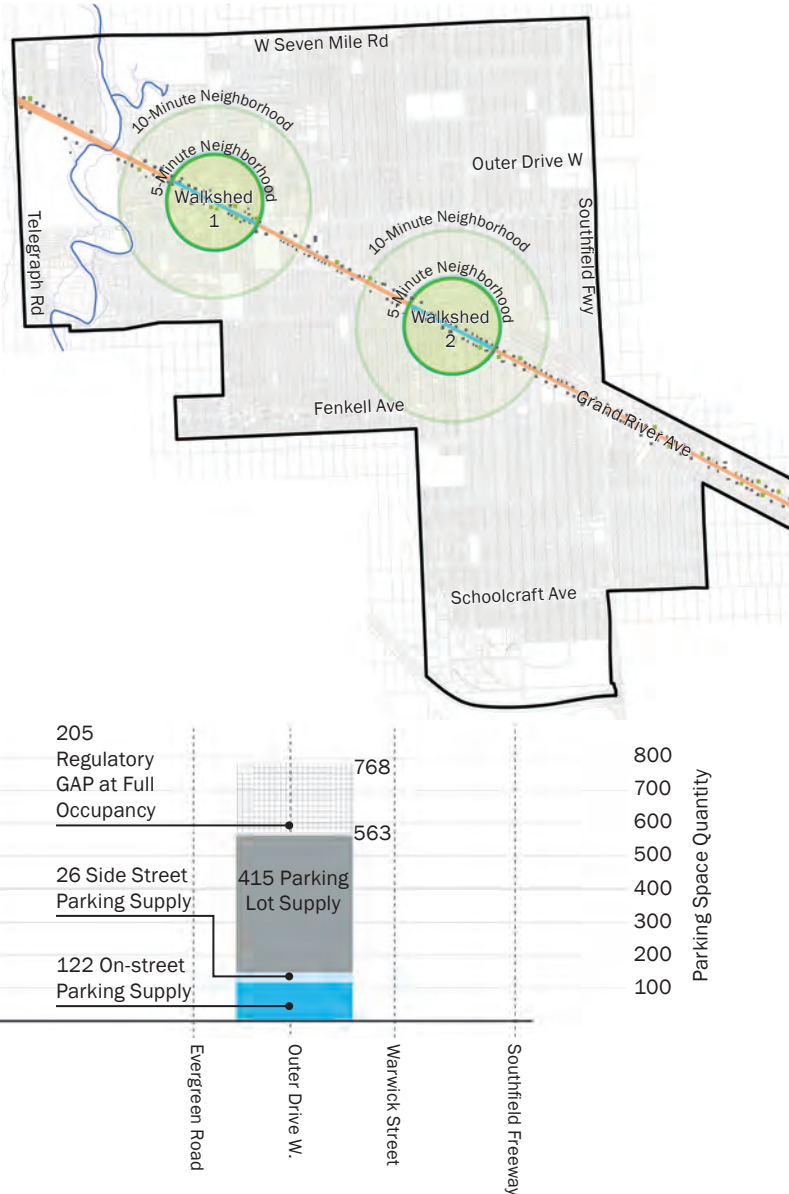 W Seven Mile Rd
10-Minute Neighborhood
5-Minute Neighborhood
Walkshed
1
Outer Drive W
Telegraph Rd
Southfield Fwy
10-Minute Neighborhood
5-Minute Neighborhood
Walkshed
2
Fenkell Ave
Grand River Ave
Schoolcraft Ave
205
Regulatory
GAP at Full
Occupancy
26 Side Street
Parking Supply
122 On-street
Parking Supply
768
563
415 Parking
Lot Supply
800
700
600
500
400
300
200
100
Parking Space Quantity
Evergreen Road
Outer Drive W.
Warwick Street
Southfield Freeway